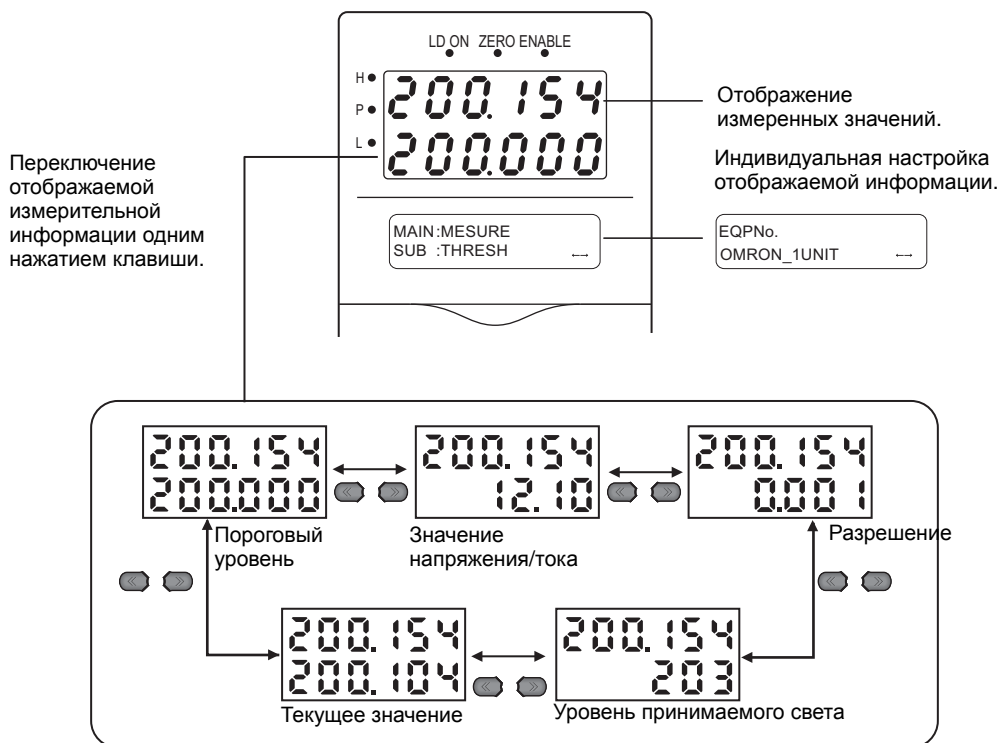 LD ON ZERO ENABLE
H
200.154
P
L
200.000
Отображение
измеренных значений.
Индивидуальная настройка
отображаемой информации.
Переключение
отображаемой
измерительной
информации одним
нажатием клавиши.
MAIN:MESURE
SUB :THRESH ↔
EQPNo.
OMRON_1UNIT ↔
200.154
200.000
Пороговый
уровень
200.154
12.10
Значение
напряжения/тока
200.154
0.001
Разрешение
200.154
200.104
Текущее значение
200.154
203
Уровень принимаемого света